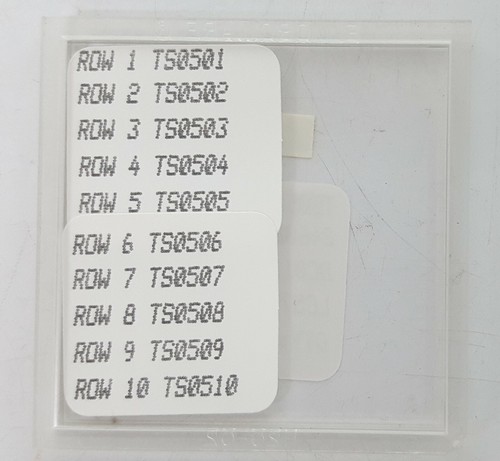 ROW 1 TS0501
ROW 2 TS0502
ROW 3 TS0503
ROW 4 TS0504
ROW 5 TS0505
ROW 6 TS0506
ROW 7 TS0507
ROW 8 TS0508
ROW 9 TS0509
ROW 10 TS0510